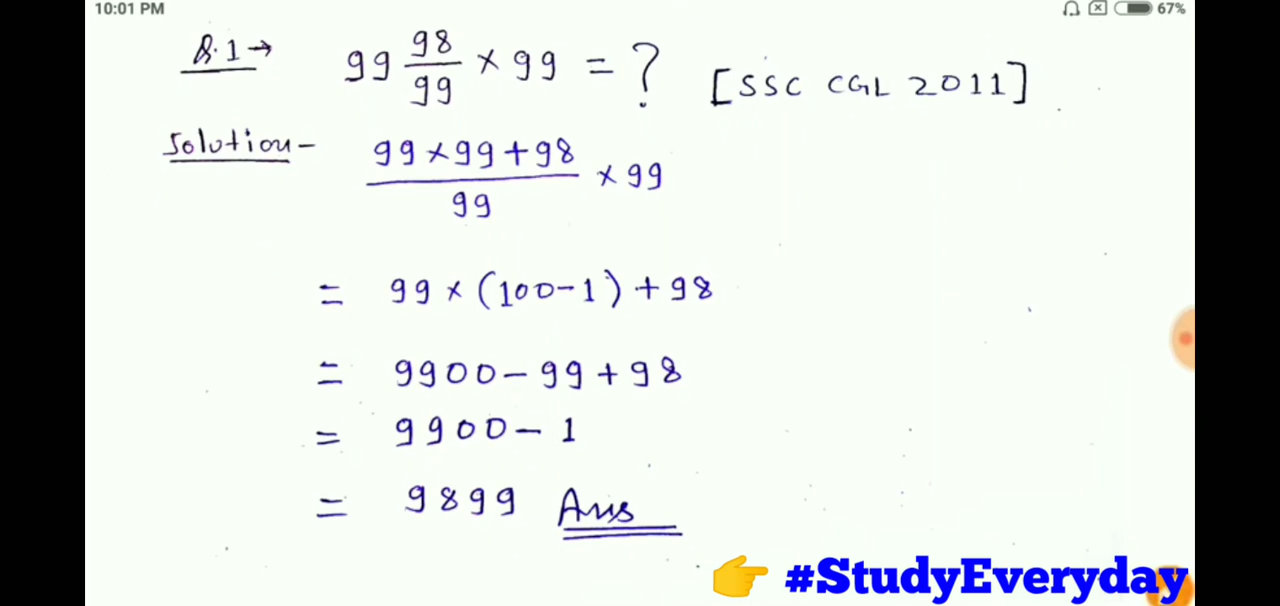 10:01 PM 67%
Q.1→ 99 98/99 × 99 = ? [SSC CGL 2011]
Solution- (99×99+98)/99 × 99
= 99×(100-1)+98
= 9900-99+98
= 9900-1
= 9899 Ans
👉 #StudyEveryday